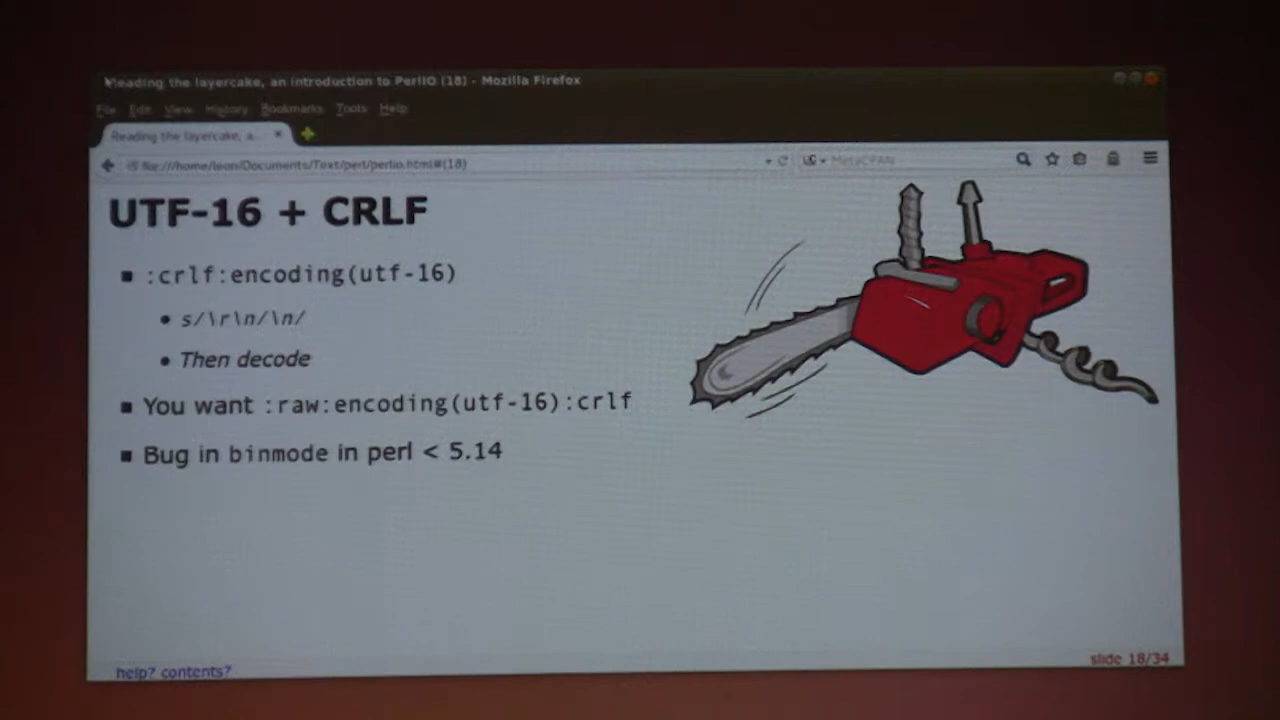 Reading the layercake, an introduction to PerlIO (18) - Mozilla Firefox
File Edit View History Bookmarks Tools Help
Reading the layercake, a...
file:///home/leon/Documents/Text/perl/perlio.html#(18)
MetaCPAN
UTF-16 + CRLF
:crlf:encoding(utf-16)
s/\r\n/\n/
Then decode
You want :raw:encoding(utf-16):crlf
Bug in binmode in perl < 5.14
help? contents?
slide 18/34